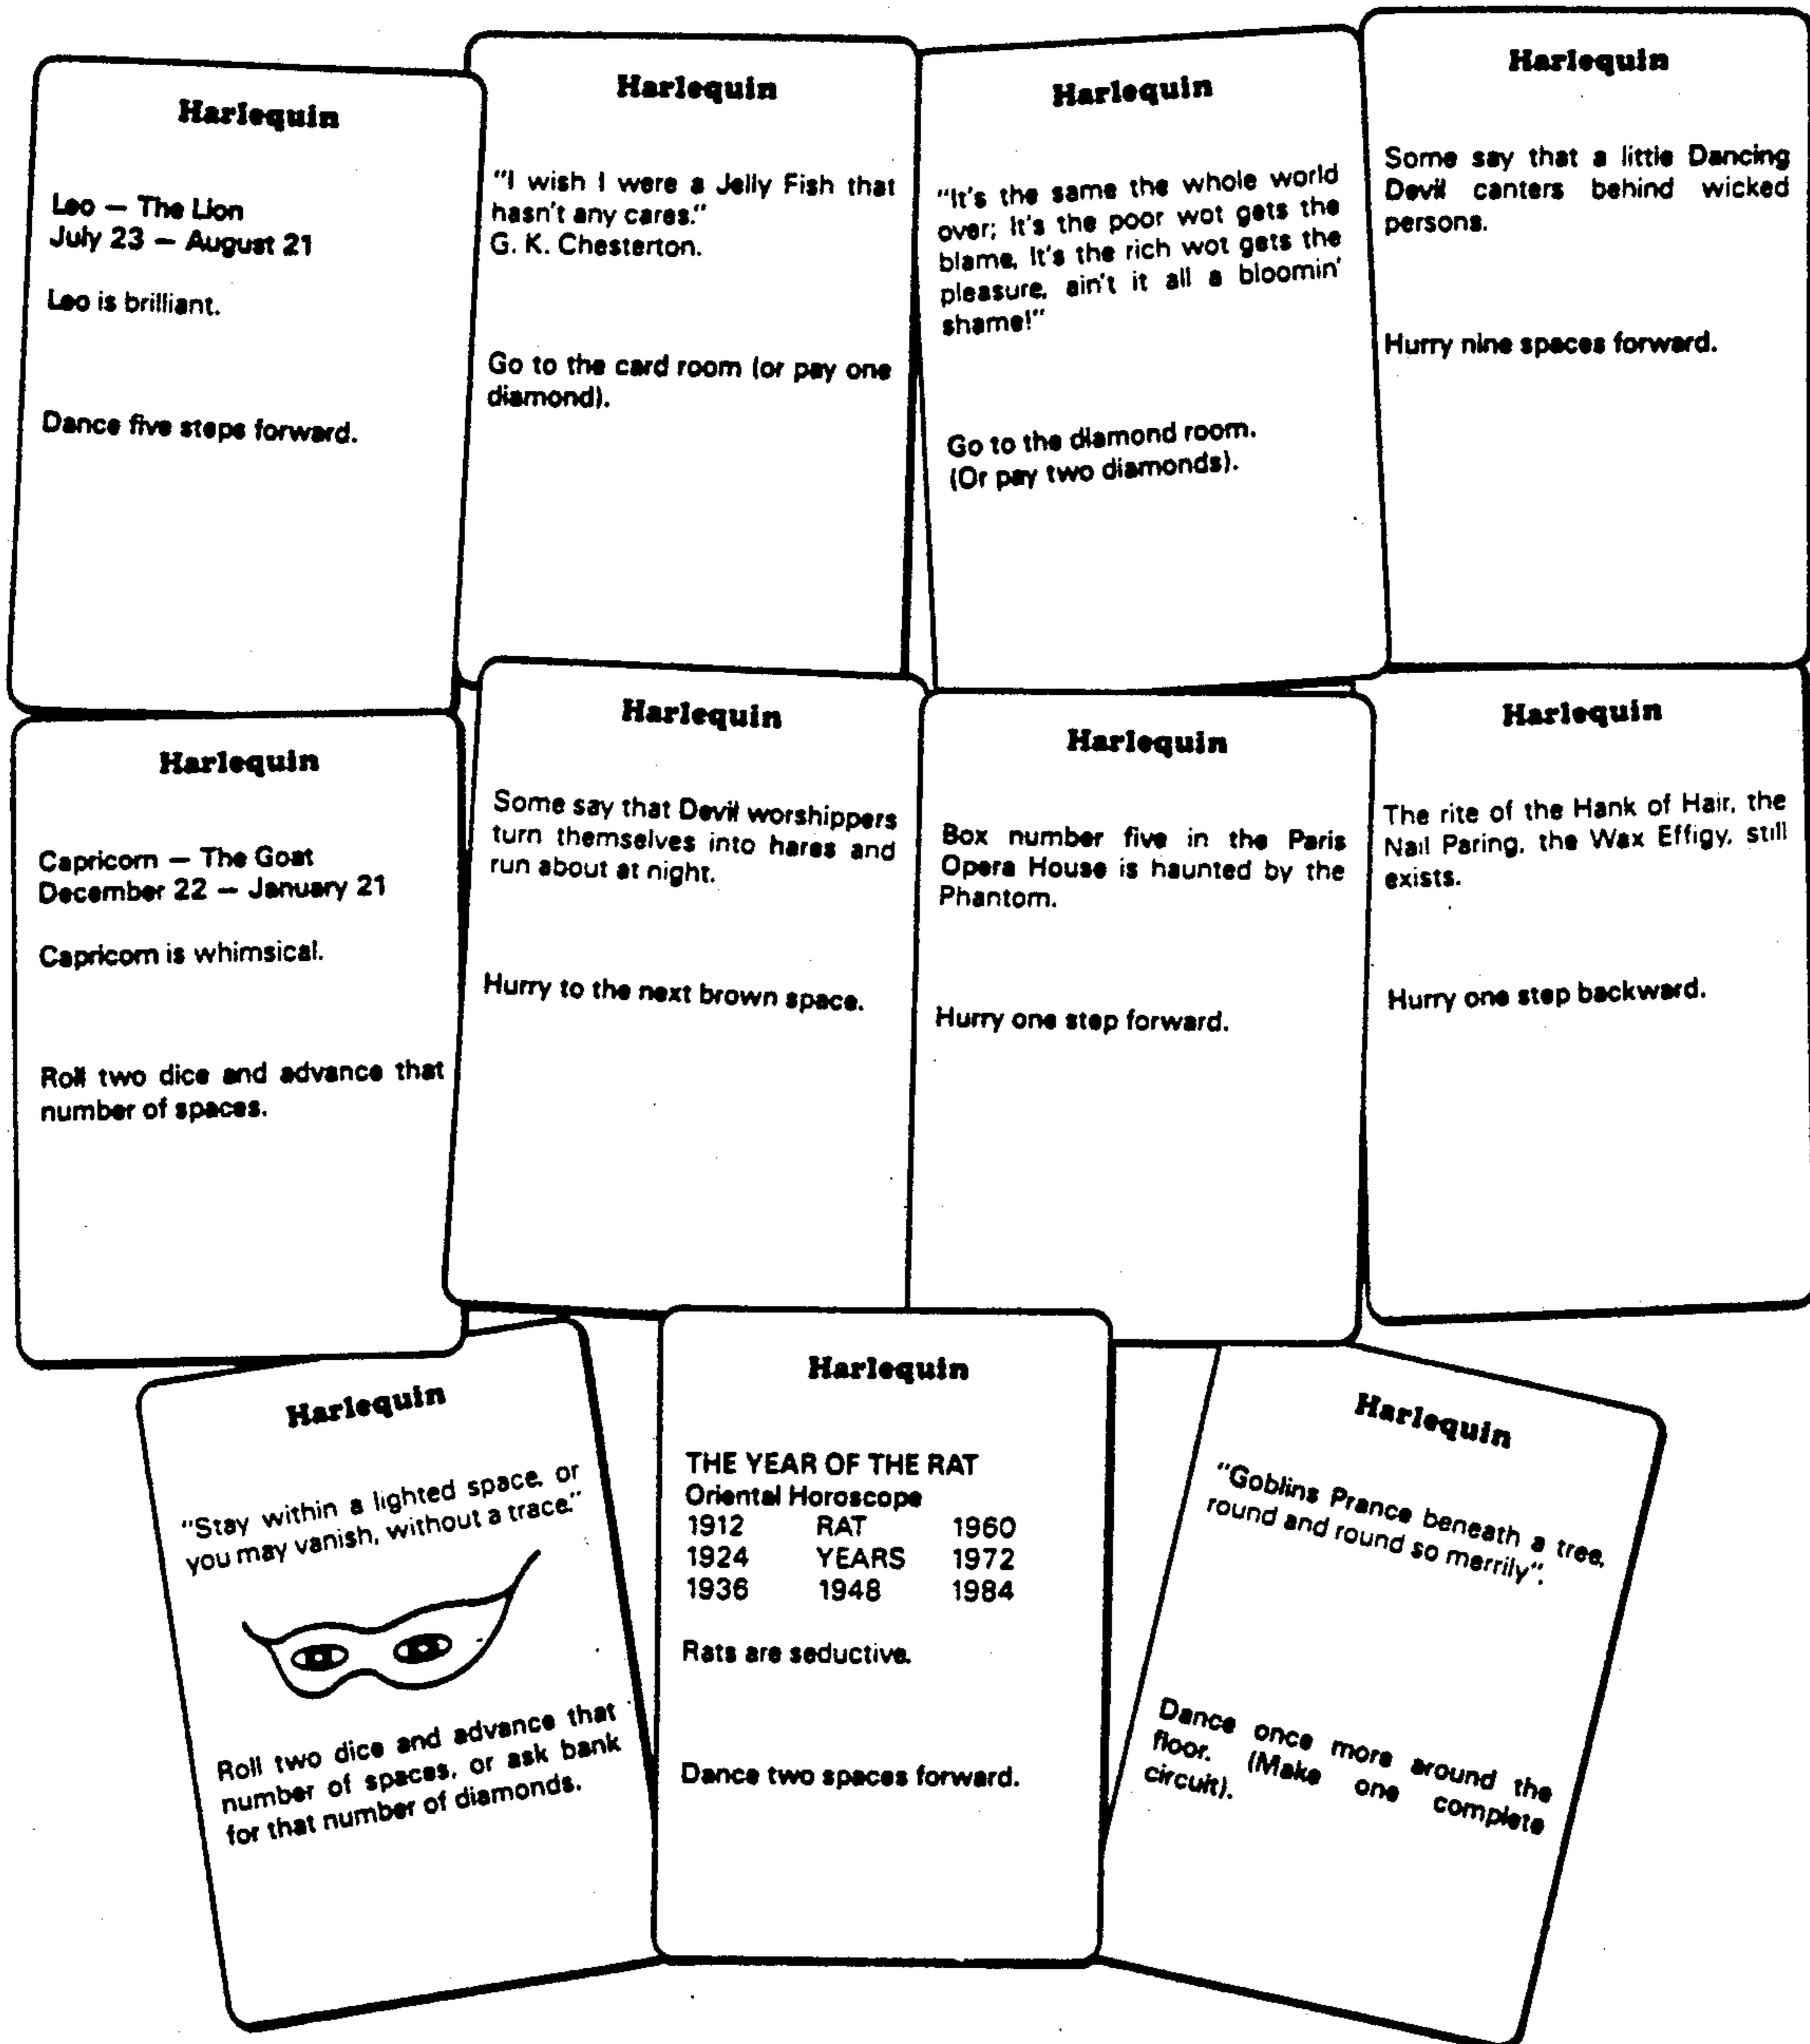 Harlequin
Leo — The Lion
July 23 — August 21
Leo is brilliant.
Dance five steps forward.
Harlequin
"I wish I were a Jelly Fish that
hasn't any cares."
G. K. Chesterton.
Go to the card room (or pay one
diamond).
Harlequin
"It's the same the whole world
over; It's the poor wot gets the
blame, It's the rich wot gets the
pleasure, ain't it all a bloomin'
shame!"
Go to the diamond room.
(Or pay two diamonds).
Harlequin
Some say that a little Dancing
Devil canters behind wicked
persons.
Hurry nine spaces forward.
Harlequin
Capricorn — The Goat
December 22 — January 21
Capricorn is whimsical.
Roll two dice and advance that
number of spaces.
Harlequin
Some say that Devil worshippers
turn themselves into hares and
run about at night.
Hurry to the next brown space.
Harlequin
Box number five in the Paris
Opera House is haunted by the
Phantom.
Hurry one step forward.
Harlequin
The rite of the Hank of Hair, the
Nail Paring, the Wax Effigy, still
exists.
Hurry one step backward.
Harlequin
"Stay within a lighted space, or
you may vanish, without a trace."
Roll two dice and advance that
number of spaces, or ask bank
for that number of diamonds.
Harlequin
THE YEAR OF THE RAT
Oriental Horoscope
1912 RAT 1960
1924 YEARS 1972
1936 1948 1984
Rats are seductive.
Dance two spaces forward.
Harlequin
"Goblins Prance beneath a tree,
round and round so merrily".
Dance once more around the
floor. (Make one complete
circuit).